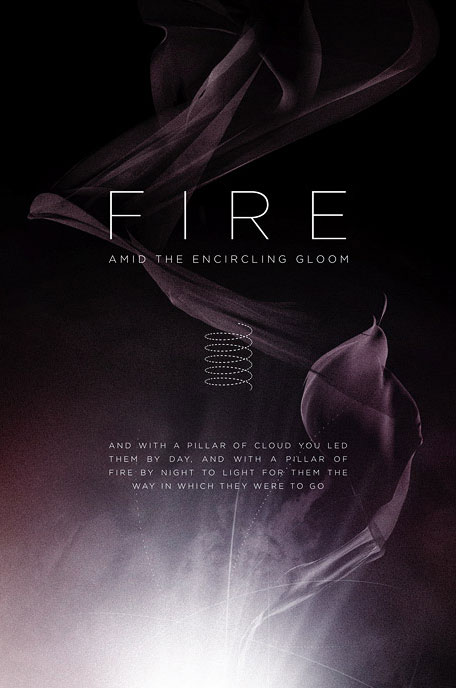 FIRE
AMID THE ENCIRCLING GLOOM
AND WITH A PILLAR OF CLOUD YOU LED
THEM BY DAY, AND WITH A PILLAR OF
FIRE BY NIGHT TO LIGHT FOR THEM THE
WAY IN WHICH THEY WERE TO GO